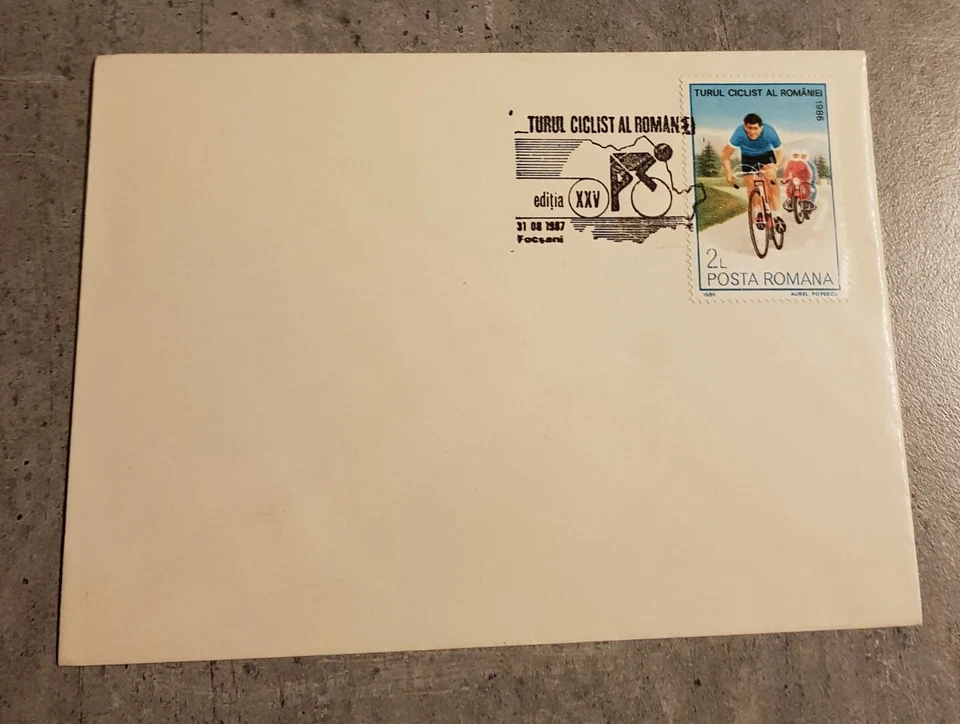 TURUL CICLIST AL ROMÂNIEI
ediția XXV
31 08 1987
Focșani
TURUL CICLIST AL ROMÂNIEI
1986
2L
POSTA ROMANA
1986 AUREL POPESCU